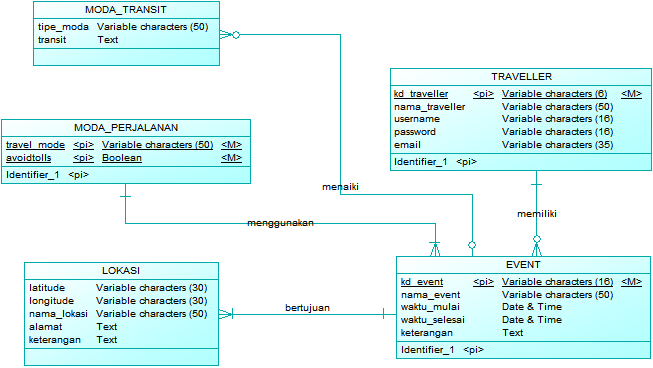 MODA_TRANSIT
tipe_moda Variable characters (50)
transit Text
TRAVELLER
kd_traveller <pi> Variable characters (6) <M>
nama_traveller Variable characters (50)
username Variable characters (16)
password Variable characters (16)
email Variable characters (35)
Identifier_1 <pi>
MODA_PERJALANAN
travel_mode <pi> Variable characters (50) <M>
avoidtolls <pi> Boolean <M>
Identifier_1 <pi>
menaiki
memiliki
menggunakan
LOKASI
latitude Variable characters (30)
longitude Variable characters (30)
nama_lokasi Variable characters (50)
alamat Text
keterangan Text
bertujuan
EVENT
kd_event <pi> Variable characters (16) <M>
nama_event Variable characters (50)
waktu_mulai Date & Time
waktu_selesai Date & Time
keterangan Text
Identifier_1 <pi>